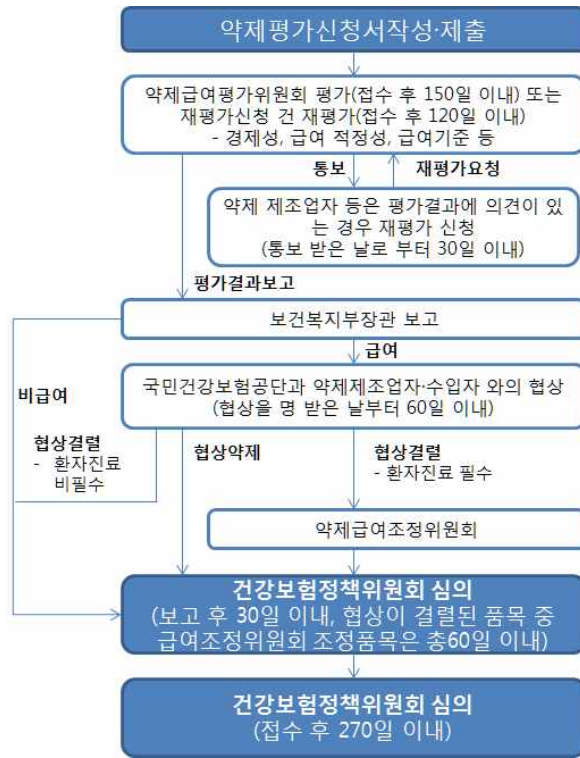 약제평가신청서작성·제출
약제급여평가위원회 평가(접수 후 150일 이내) 또는
재평가신청 건 재평가(접수 후 120일 이내)
- 경제성, 급여 적정성, 급여기준 등
통보
재평가요청
약제 제조업자 등은 평가결과에 의견이 있
는 경우 재평가 신청
(통보 받은 날로 부터 30일 이내)
평가결과보고
보건복지부장관 보고
급여
비급여
국민건강보험공단과 약제제조업자·수입자 와의 협상
(협상을 명 받은 날부터 60일 이내)
협상결렬
- 환자진료
비필수
협상약제
협상결렬
- 환자진료 필수
약제급여조정위원회
건강보험정책위원회 심의
(보고 후 30일 이내, 협상이 결렬된 품목 중
급여조정위원회 조정품목은 총60일 이내)
건강보험정책위원회 심의
(접수 후 270일 이내)